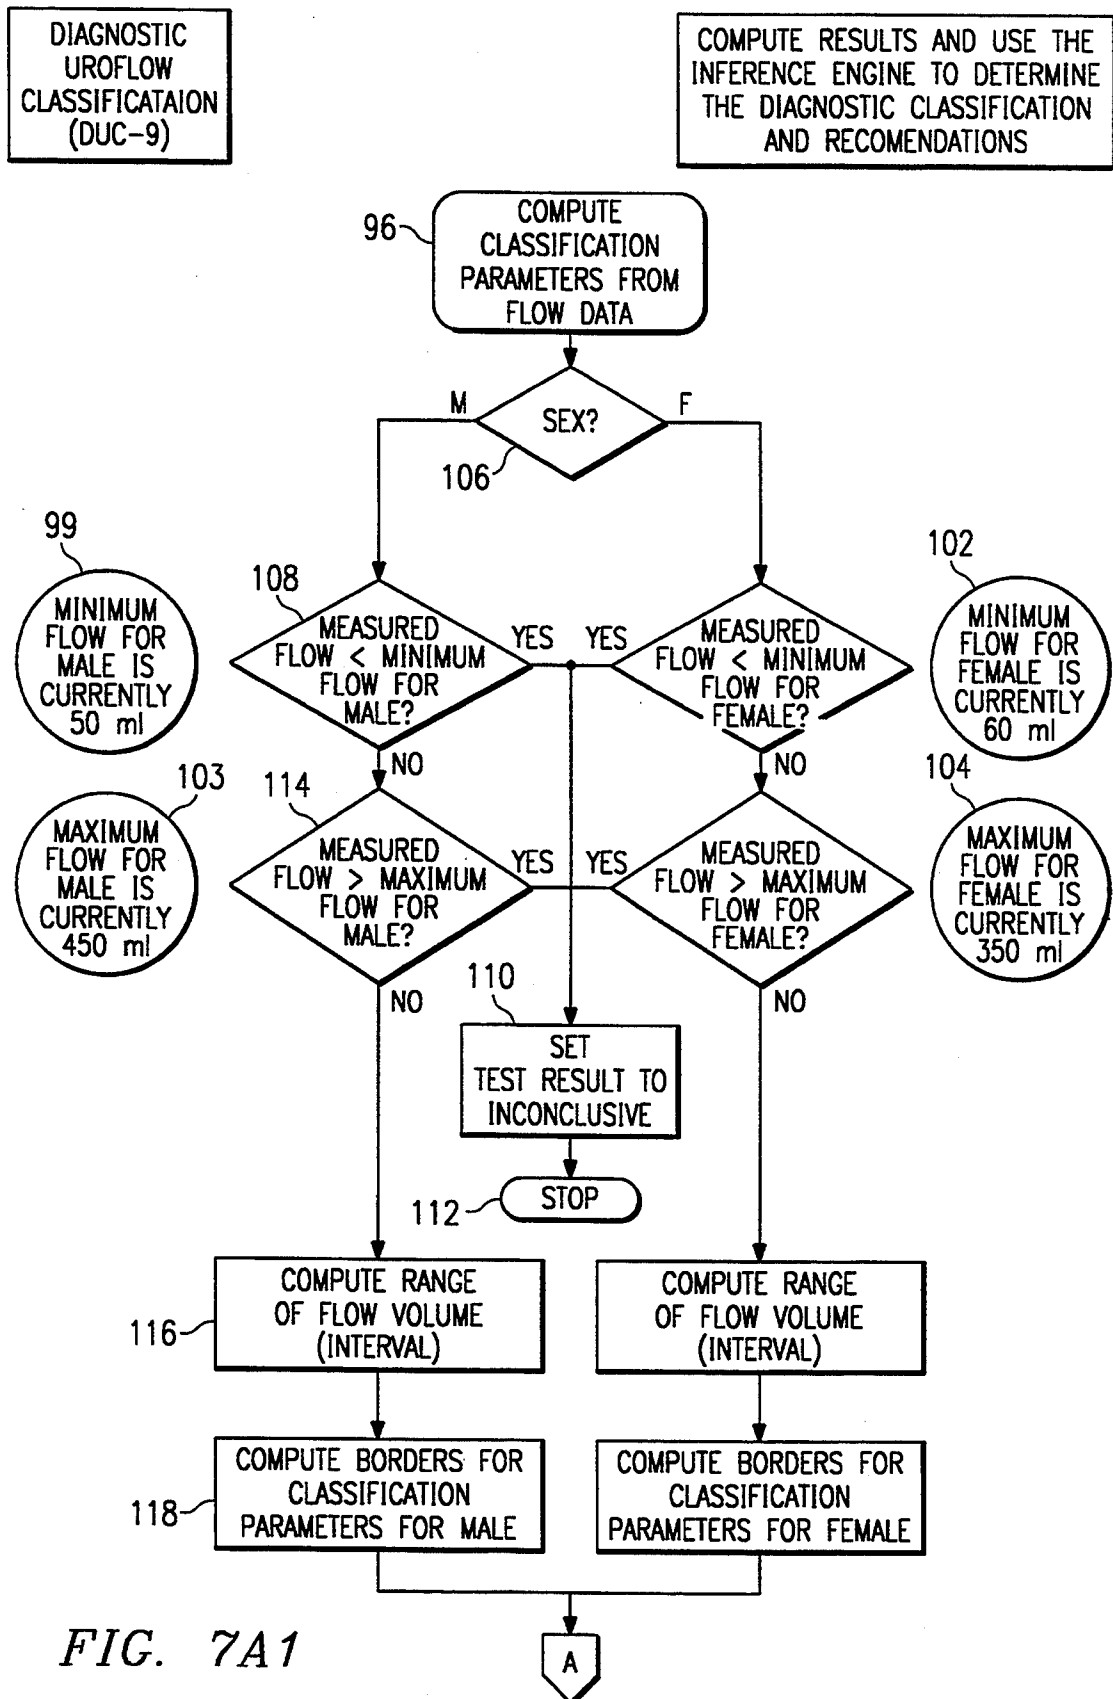 DIAGNOSTIC
UROFLOW
CLASSIFICATAION
(DUC-9)
COMPUTE RESULTS AND USE THE
INFERENCE ENGINE TO DETERMINE
THE DIAGNOSTIC CLASSIFICATION
AND RECOMENDATIONS
96
COMPUTE
CLASSIFICATION
PARAMETERS FROM
FLOW DATA
M
SEX?
F
106
99
MINIMUM
FLOW FOR
MALE IS
CURRENTLY
50 ml
108
MEASURED
FLOW < MINIMUM
FLOW FOR
MALE?
YES
YES
MEASURED
FLOW < MINIMUM
FLOW FOR
FEMALE?
102
MINIMUM
FLOW FOR
FEMALE IS
CURRENTLY
60 ml
NO
NO
103
MAXIMUM
FLOW FOR
MALE IS
CURRENTLY
450 ml
114
MEASURED
FLOW > MAXIMUM
FLOW FOR
MALE?
YES
YES
MEASURED
FLOW > MAXIMUM
FLOW FOR
FEMALE?
104
MAXIMUM
FLOW FOR
FEMALE IS
CURRENTLY
350 ml
NO
NO
110
SET
TEST RESULT TO
INCONCLUSIVE
112
STOP
116
COMPUTE RANGE
OF FLOW VOLUME
(INTERVAL)
COMPUTE RANGE
OF FLOW VOLUME
(INTERVAL)
118
COMPUTE BORDERS FOR
CLASSIFICATION
PARAMETERS FOR MALE
COMPUTE BORDERS FOR
CLASSIFICATION
PARAMETERS FOR FEMALE
FIG. 7A1
A